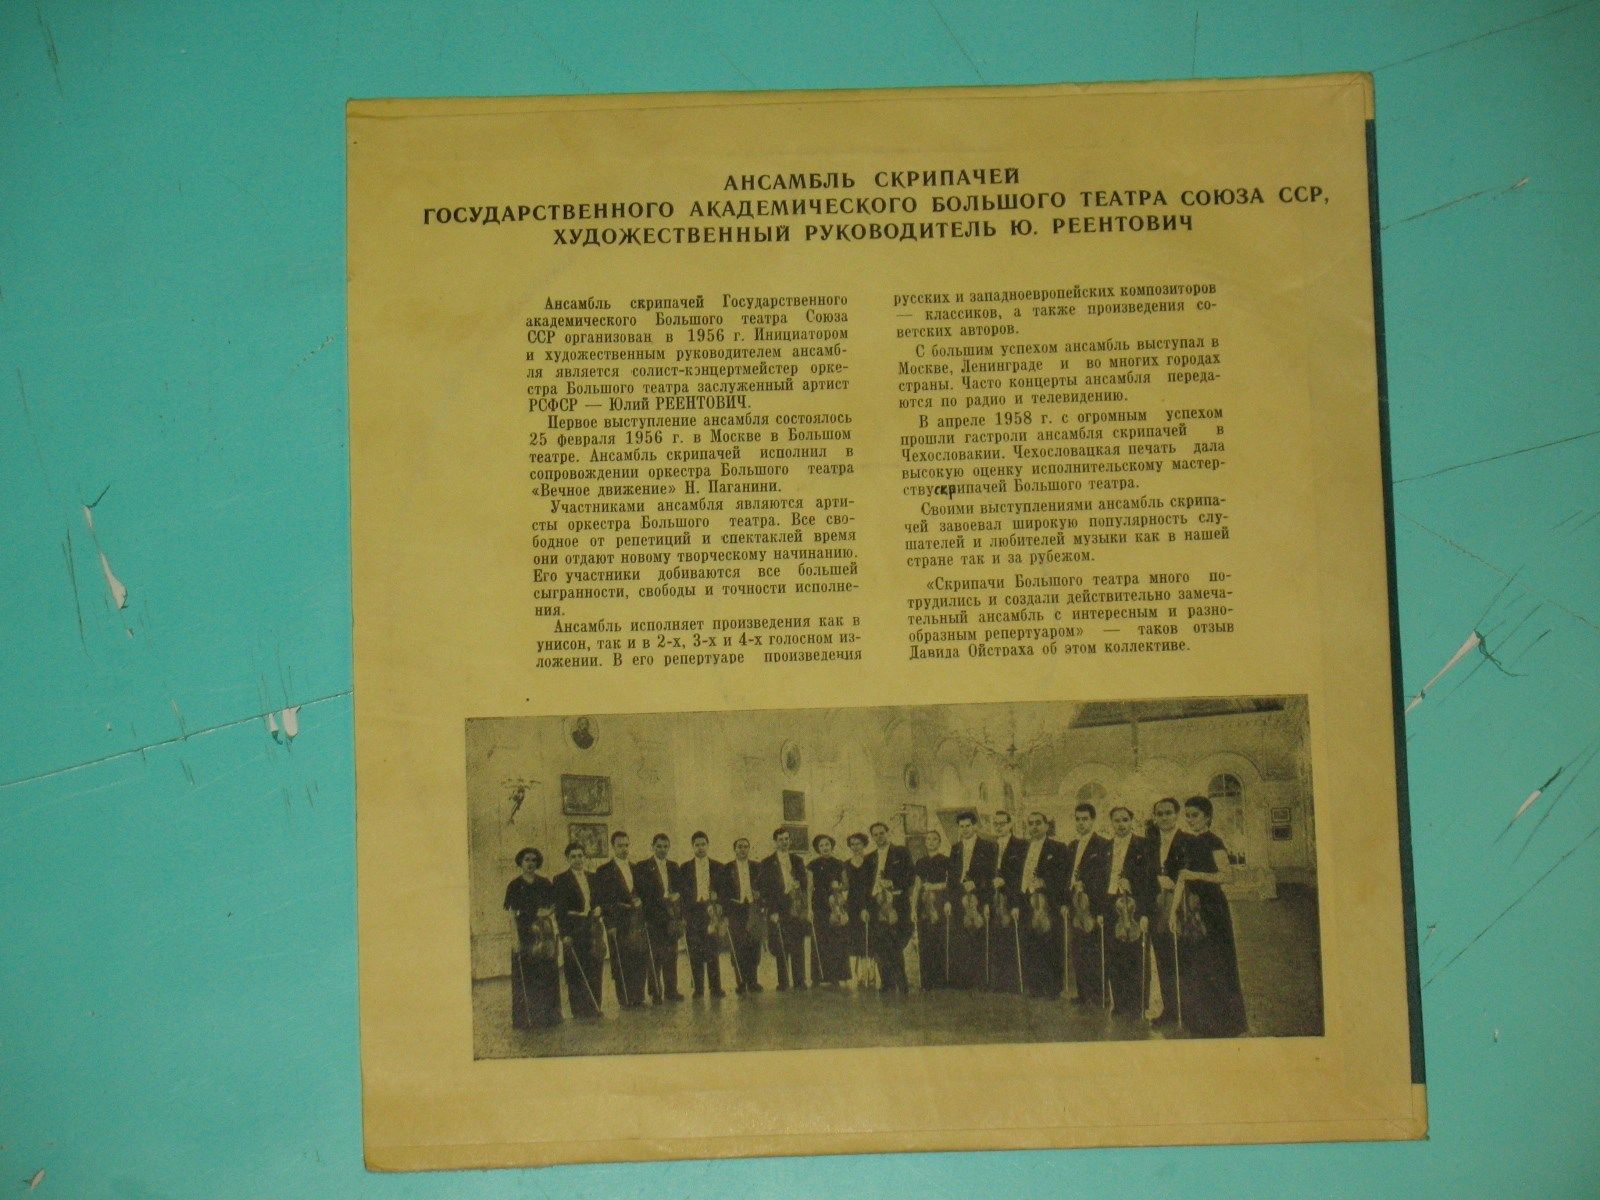 АНСАМБЛЬ СКРИПАЧЕЙ
ГОСУДАРСТВЕННОГО АКАДЕМИЧЕСКОГО БОЛЬШОГО ТЕАТРА СОЮЗА ССР,
ХУДОЖЕСТВЕННЫЙ РУКОВОДИТЕЛЬ Ю. РЕЕНТОВИЧ
Ансамбль скрипачей Государственного
академического Большого театра Союза
ССР организован в 1956 г. Инициатором
и художественным руководителем ансамб-
ля является солист-концертмейстер орке-
стра Большого театра заслуженный артист
РСФСР — Юлий РЕЕНТОВИЧ.
Первое выступление ансамбля состоялось
25 февраля 1956 г. в Москве в Большом
театре. Ансамбль скрипачей исполнил в
сопровождении оркестра Большого театра
«Вечное движение» Н. Паганини.
Участниками ансамбля являются арти-
сты оркестра Большого театра. Все сво-
бодное от репетиций и спектаклей время
они отдают новому творческому начинанию.
Его участники добиваются все большей
сыгранности, свободы и точности исполне-
ния.
Ансамбль исполняет произведения как в
унисон, так и в 2-х, 3-х и 4-х голосном из-
ложении. В его репертуаре произведения
русских и западноевропейских композиторов
— классиков, а также произведения со-
ветских авторов.
С большим успехом ансамбль выступал в
Москве, Ленинграде и во многих городах
страны. Часто концерты ансамбля переда-
ются по радио и телевидению.
В апреле 1958 г. с огромным успехом
прошли гастроли ансамбля скрипачей в
Чехословакии. Чехословацкая печать дала
высокую оценку исполнительскому мастер-
ству скрипачей Большого театра.
Своими выступлениями ансамбль скрипа-
чей завоевал широкую популярность слу-
шателей и любителей музыки как в нашей
стране так и за рубежом.
«Скрипачи Большого театра много по-
трудились и создали действительно замеча-
тельный ансамбль с интересным и разно-
образным репертуаром» — таков отзыв
Давида Ойстраха об этом коллективе.